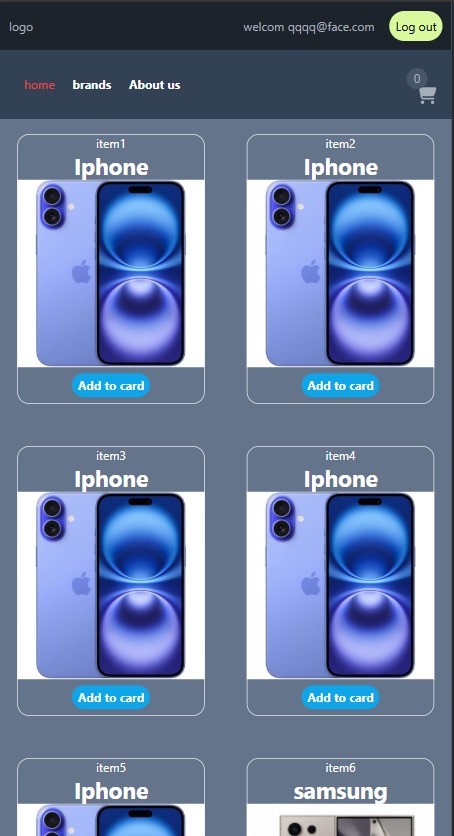 logo
welcom qqqq@face.com
Log out
home brands About us
0
item1
Iphone
Add to card
item2
Iphone
Add to card
item3
Iphone
Add to card
item4
Iphone
Add to card
item5
Iphone
item6
samsung